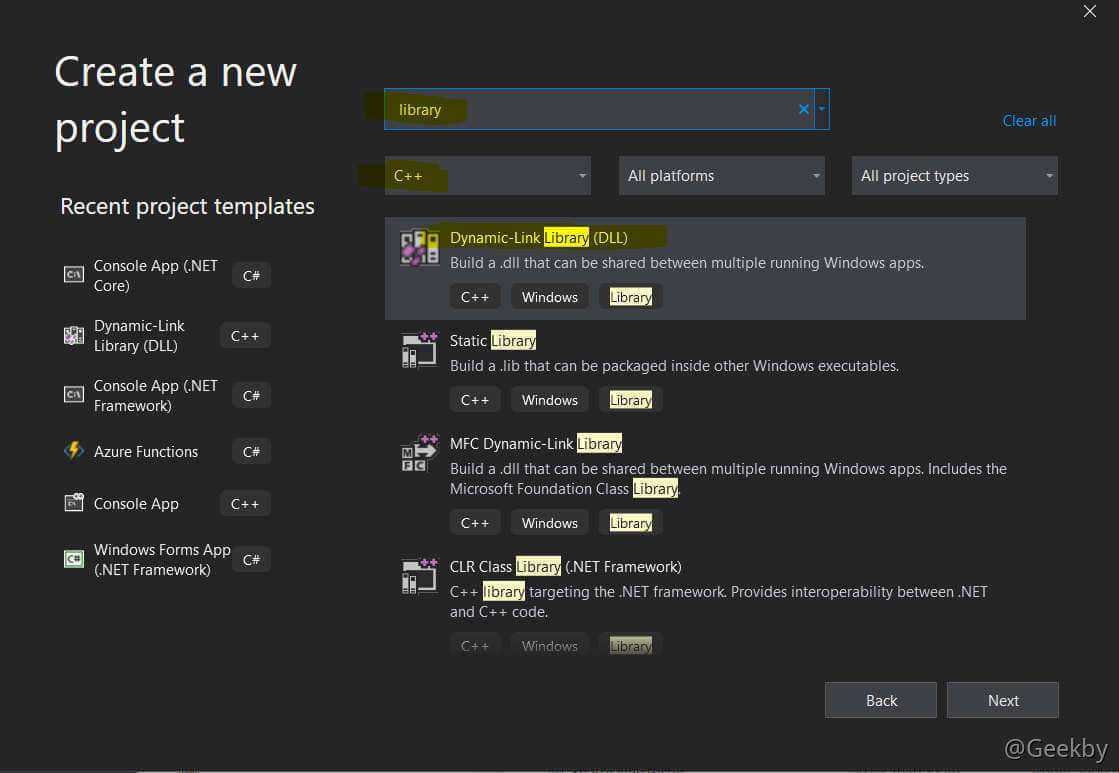 Create a new
project
Recent project templates
Console App (.NET
Core)
C#
Dynamic-Link
Library (DLL)
C++
Console App (.NET
Framework)
C#
Azure Functions
C#
Console App
C++
Windows Forms App
(.NET Framework)
C#
library
Clear all
C++
All platforms
All project types
Dynamic-Link Library (DLL)
Build a .dll that can be shared between multiple running Windows apps.
C++ Windows Library
Static Library
Build a .lib that can be packaged inside other Windows executables.
C++ Windows Library
MFC Dynamic-Link Library
Build a .dll that can be shared between multiple running Windows apps. Includes the
Microsoft Foundation Class Library.
C++ Windows Library
CLR Class Library (.NET Framework)
C++ library targeting the .NET framework. Provides interoperability between .NET
and C++ code.
C++ Windows Library
Back
Next
@Geekby